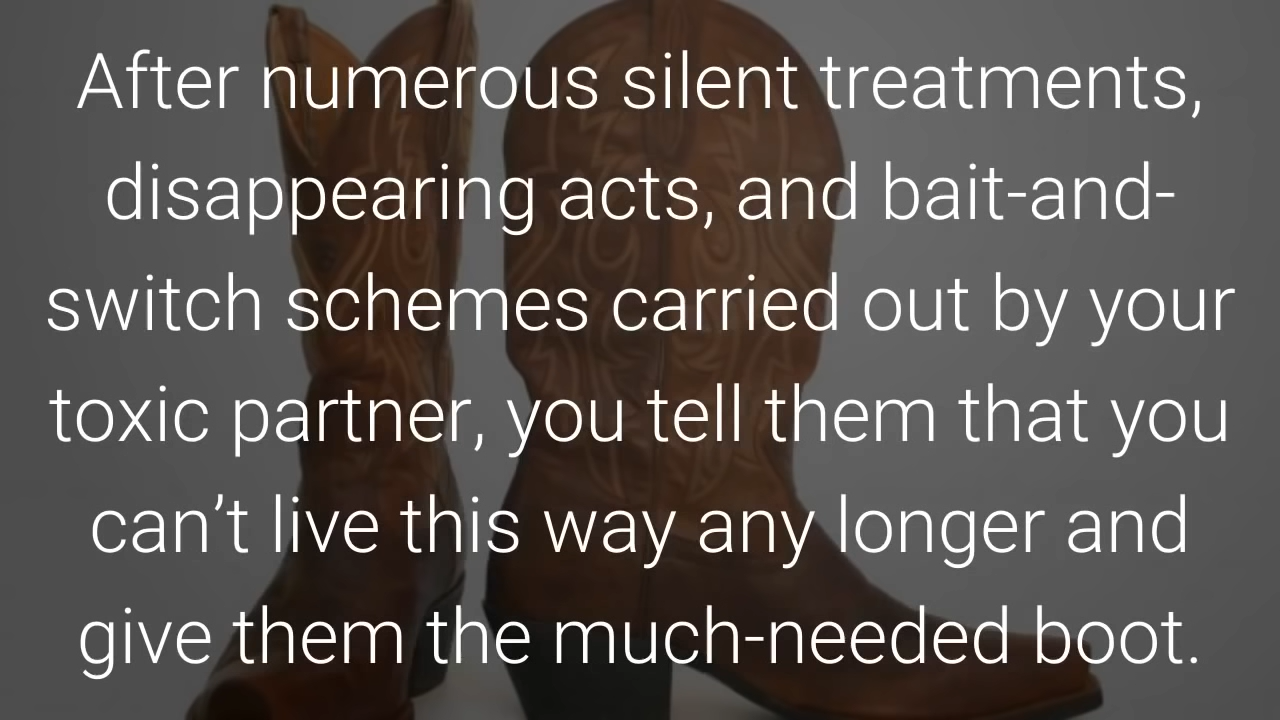 After numerous silent treatments,
disappearing acts, and bait-and-
switch schemes carried out by your
toxic partner, you tell them that you
can’t live this way any longer and
give them the much-needed boot.